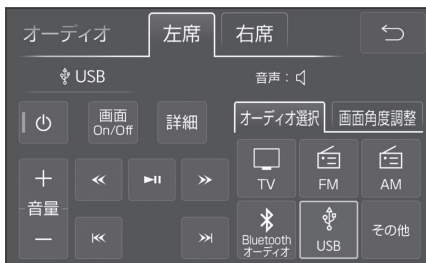 オーディオ
左席
右席
USB
音声：
画面
On/Off
詳細
オーディオ選択
画面角度調整
TV
FM
AM
音量
Bluetooth
オーディオ
USB
その他